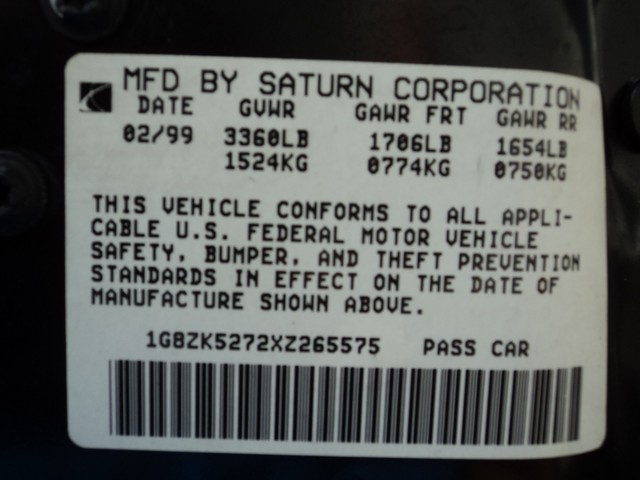 MFD BY SATURN CORPORATION
DATE GVWR GAWR FRT GAWR RR
02/99 3360LB 1706LB 1654LB
1524KG 0774KG 0750KG
THIS VEHICLE CONFORMS TO ALL APPLI-
CABLE U.S. FEDERAL MOTOR VEHICLE
SAFETY, BUMPER, AND THEFT PREVENTION
STANDARDS IN EFFECT ON THE DATE OF
MANUFACTURE SHOWN ABOVE.
1G8ZK5272XZ265575 PASS CAR